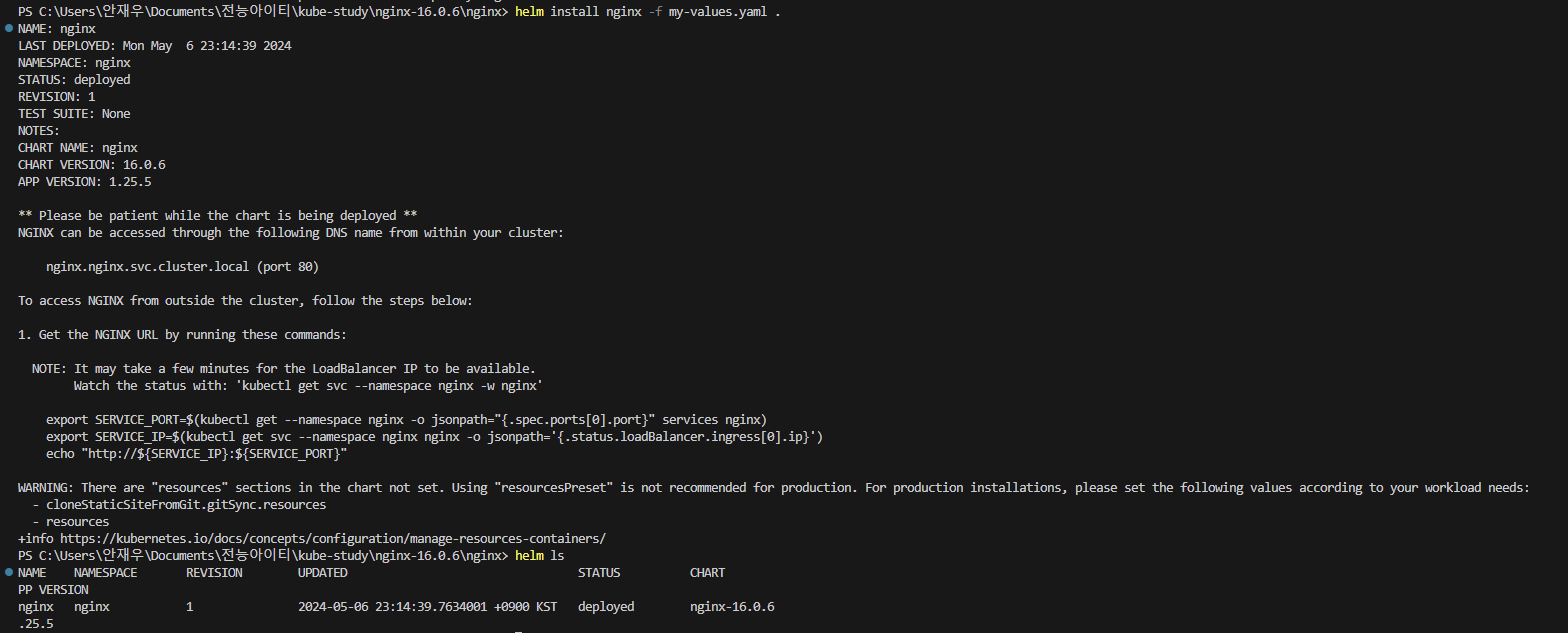 PS C:\Users\안재우\Documents\전능아이티\kube-study\nginx-16.0.6\nginx> helm install nginx -f my-values.yaml .
NAME: nginx
LAST DEPLOYED: Mon May  6 23:14:39 2024
NAMESPACE: nginx
STATUS: deployed
REVISION: 1
TEST SUITE: None
NOTES:
CHART NAME: nginx
CHART VERSION: 16.0.6
APP VERSION: 1.25.5

** Please be patient while the chart is being deployed **
NGINX can be accessed through the following DNS name from within your cluster:

    nginx.nginx.svc.cluster.local (port 80)

To access NGINX from outside the cluster, follow the steps below:

1. Get the NGINX URL by running these commands:

  NOTE: It may take a few minutes for the LoadBalancer IP to be available.
        Watch the status with: 'kubectl get svc --namespace nginx -w nginx'

    export SERVICE_PORT=$(kubectl get --namespace nginx -o jsonpath="{.spec.ports[0].port}" services nginx)
    export SERVICE_IP=$(kubectl get svc --namespace nginx nginx -o jsonpath='{.status.loadBalancer.ingress[0].ip}')
    echo "http://${SERVICE_IP}:${SERVICE_PORT}"

WARNING: There are "resources" sections in the chart not set. Using "resourcesPreset" is not recommended for production. For production installations, please set the following values according to your workload needs:
  - cloneStaticSiteFromGit.gitSync.resources
  - resources
+info https://kubernetes.io/docs/concepts/configuration/manage-resources-containers/
PS C:\Users\안재우\Documents\전능아이티\kube-study\nginx-16.0.6\nginx> helm ls
NAME    NAMESPACE       REVISION        UPDATED                                 STATUS          CHART
PP VERSION
nginx   nginx           1               2024-05-06 23:14:39.7634001 +0900 KST   deployed        nginx-16.0.6
.25.5